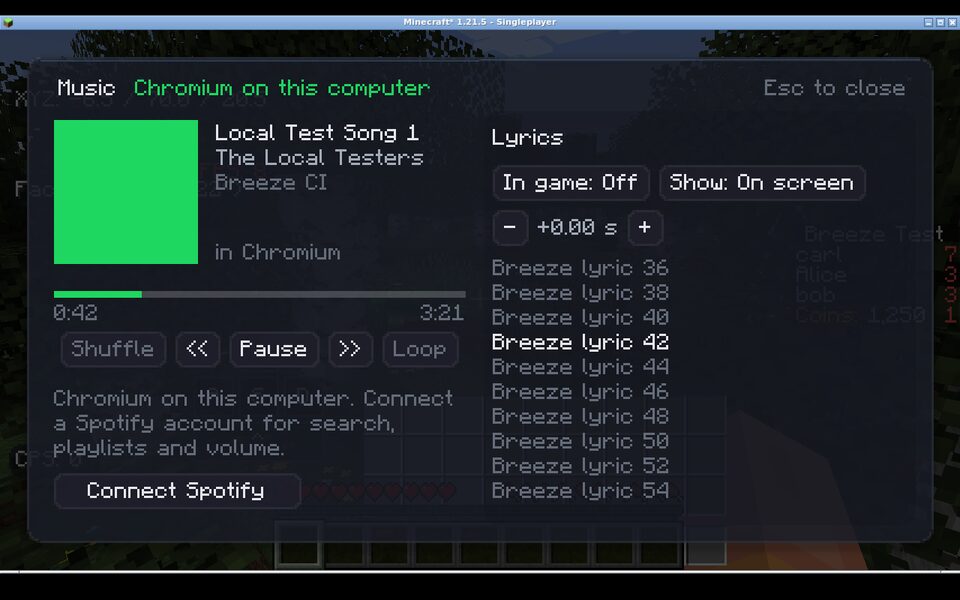 Minecraft* 1.21.5 - Singleplayer
Music Chromium on this computer
Esc to close
Local Test Song 1
The Local Testers
Breeze CI
in Chromium
0:42 3:21
Shuffle << Pause >> Loop
Chromium on this computer. Connect
a Spotify account for search,
playlists and volume.
Connect Spotify
Lyrics
In game: Off Show: On screen
- +0.00 s +
Breeze lyric 36
Breeze lyric 38
Breeze lyric 40
Breeze lyric 42
Breeze lyric 44
Breeze lyric 46
Breeze lyric 48
Breeze lyric 50
Breeze lyric 52
Breeze lyric 54
Breeze Test
carl 7
Alice 3
bob 3
Coins: 1,250 1